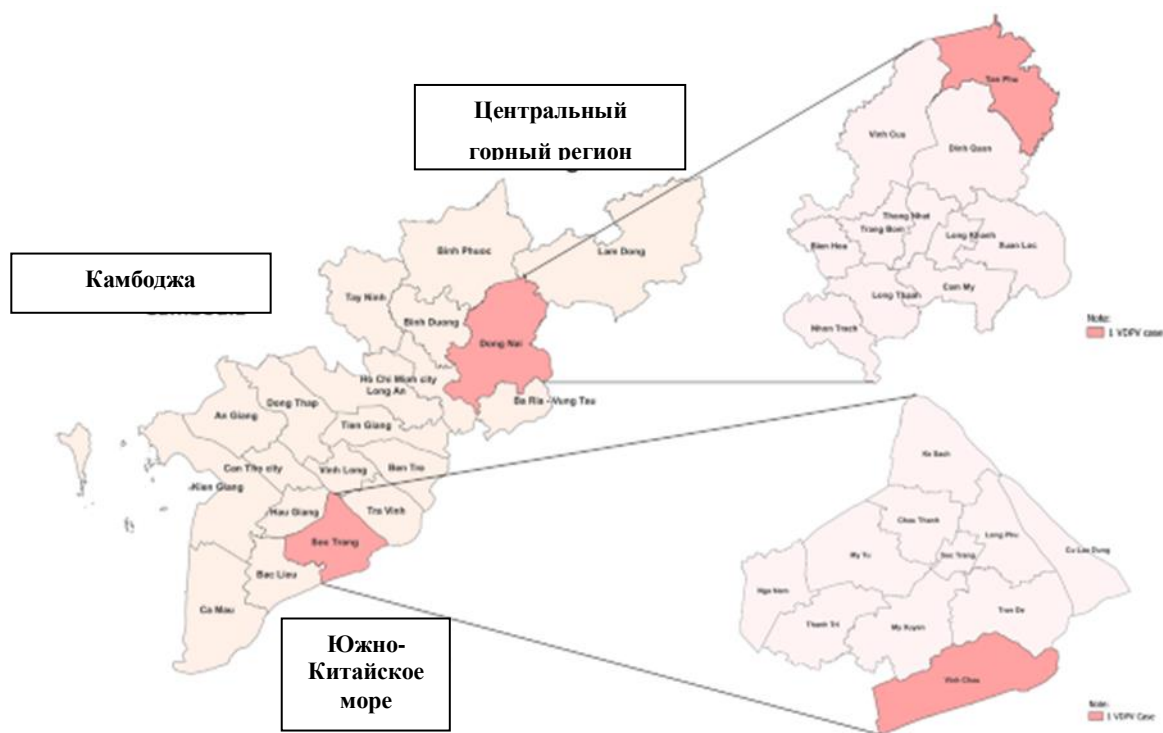 Центральный
горный регион
Камбоджа
Южно-
Китайское
море
Binh Phuoc
Lam Dong
Tay Ninh
Binh Duong
Dong Nai
Ho Chi Minh city
Long An
Ba Ria - Vung Tau
Dong Thap
An Giang
Tien Giang
Can Tho city
Vinh Long
Ben Tre
Kien Giang
Hau Giang
Tra Vinh
Soc Trang
Bac Lieu
Ca Mau
Tan Phu
Vinh Cuu
Dinh Quan
Thong Nhat
Trang Bom
Long Khanh
Bien Hoa
Xuan Loc
Long Thanh
Cam My
Nhon Trach
Note:
1 VDPV case
Ke Sach
Chau Thanh
Long Phu
My Tu
Soc Trang
Cu Lao Dung
Nga Nam
Tran De
Thanh Tri
My Xuyen
Vinh Chau
Note:
1 VDPV Case